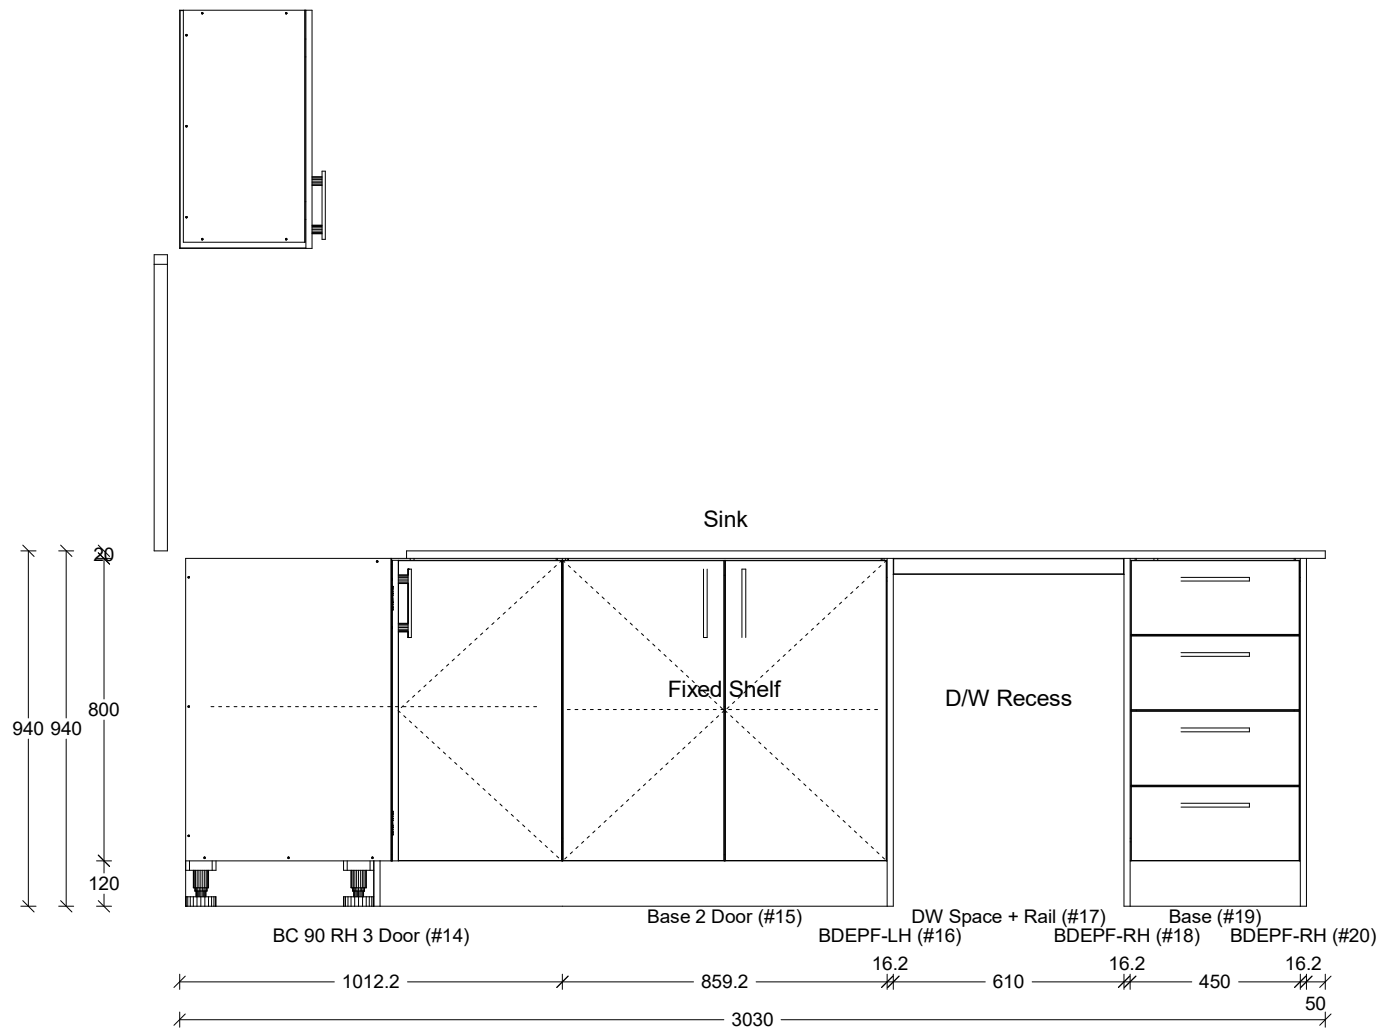 Sink
20
Fixed Shelf
D/W Recess
940
940
800
120
Base 2 Door (#15)
DW Space + Rail (#17)
Base (#19)
BC 90 RH 3 Door (#14)
BDEPF-LH (#16)
BDEPF-RH (#18)
BDEPF-RH (#20)
16.2
16.2
16.2
1012.2
859.2
610
450
50
3030